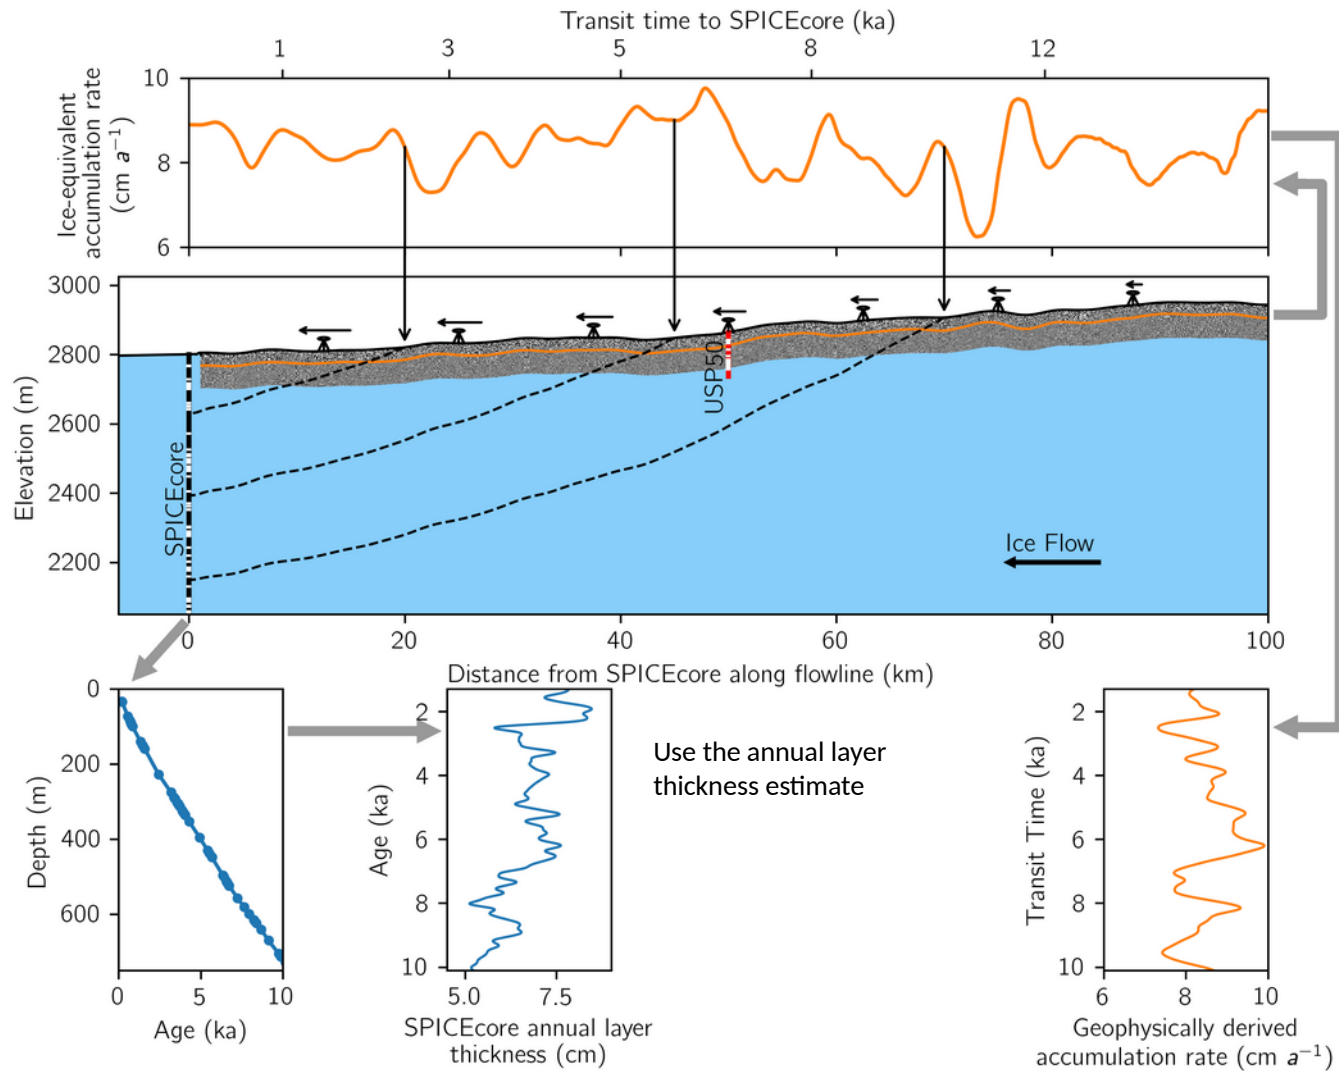 Transit time to SPICEcore (ka)
1 3 5 8 12
Ice-equivalent
accumulation rate
(cm a⁻¹)
10
8
6
3000
2800
2600
2400
2200
Elevation (m)
SPICEcore
USP50
Ice Flow
0 20 40 60 80 100
Distance from SPICEcore along flowline (km)
0
200
400
600
Depth (m)
0 5 10
Age (ka)
2
4
6
8
10
Age (ka)
5.0 7.5
SPICEcore annual layer
thickness (cm)
Use the annual layer
thickness estimate
2
4
6
8
10
Transit Time (ka)
6 8 10
Geophysically derived
accumulation rate (cm a⁻¹)